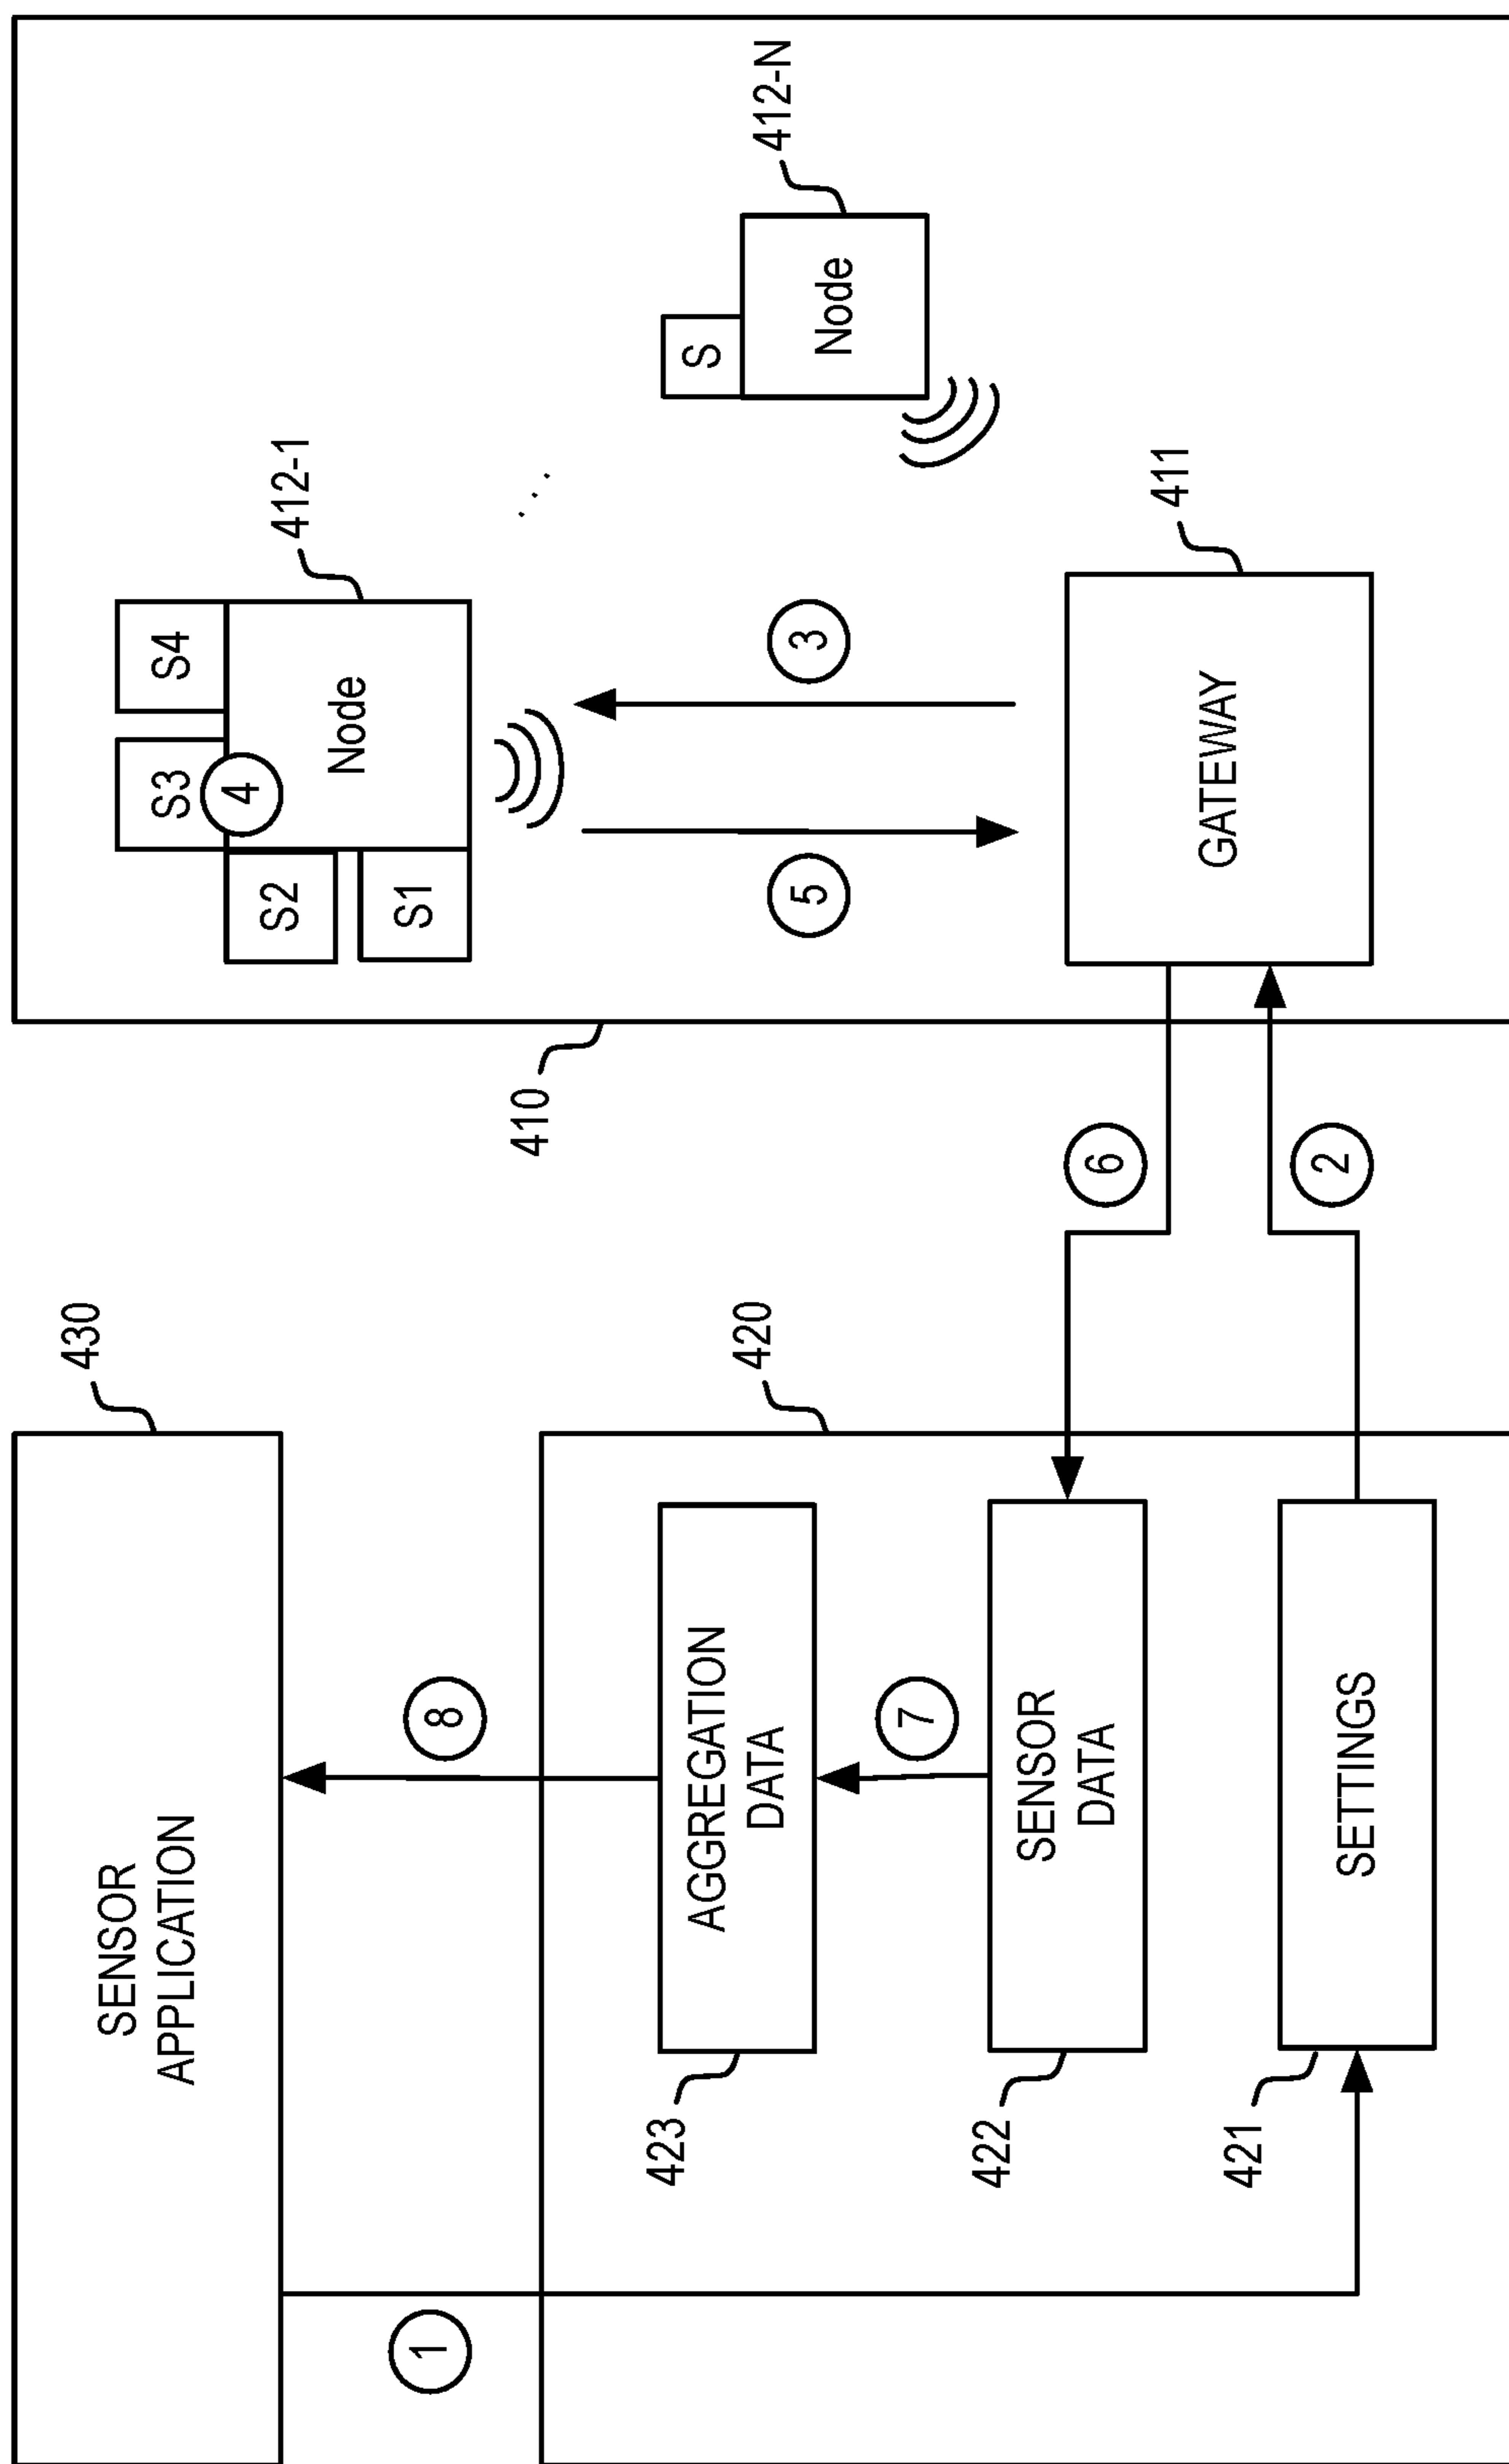 SENSOR
APPLICATION
430
1
8
420
AGGREGATION
DATA
423
7
SENSOR
DATA
422
SETTINGS
421
6
2
410
S1
S2
S3
S4
4
Node
412-1
...
S
Node
412-N
5
3
GATEWAY
411